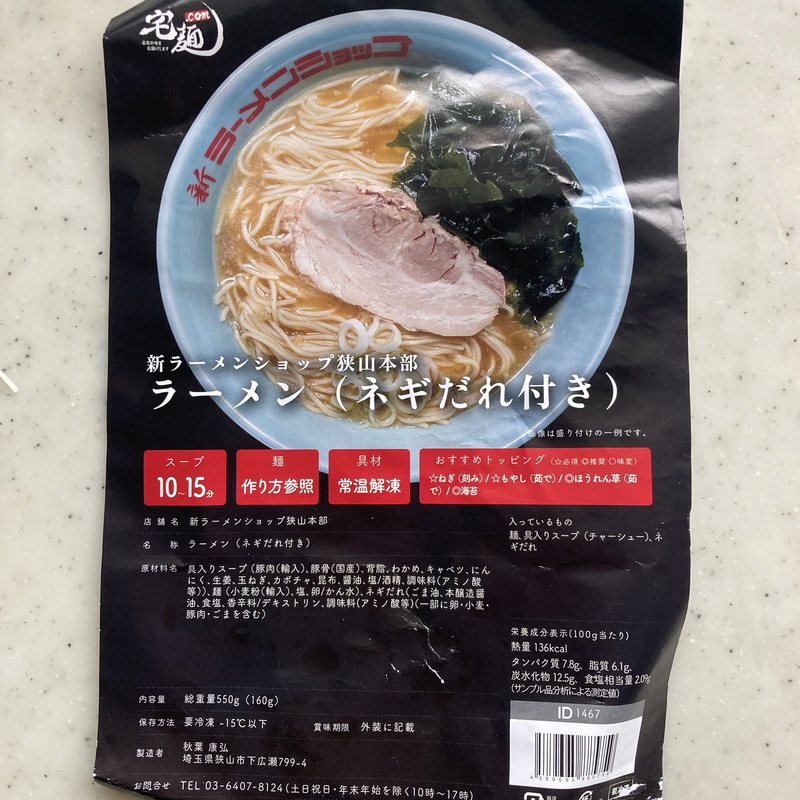 宅麺.com
新ラーメンショップ
新ラーメンショップ狭山本部
ラーメン（ネギだれ付き）
画像は盛り付けの一例です。
スープ
10~15分
麺
作り方参照
具材
常温解凍
おすすめトッピング（☆必須 ◎推奨 ○味変）
☆ねぎ(刻み)/☆もやし(茹で)/◎ほうれん草(茹
で)/◎海苔
店舗名 新ラーメンショップ狭山本部
名称 ラーメン（ネギだれ付き）
原材料名 具入りスープ（豚肉(輸入)、豚骨(国産)、背脂、わかめ、キャベツ、にん
にく、生姜、玉ねぎ、カボチャ、昆布、醤油、塩/酒精、調味料(アミノ酸
等))、麺（小麦粉(輸入)、塩、卵/かん水)、ネギだれ(ごま油、本醸造醤
油、食塩、香辛料/デキストリン、調味料(アミノ酸等)(一部に卵・小麦・
豚肉・ごまを含む)
入っているもの
麺、具入りスープ（チャーシュー)、ネ
ギだれ
栄養成分表示(100g当たり)
熱量 136kcal
タンパク質 7.8g、脂質 6.1g、
炭水化物 12.5g、食塩相当量 2.0g
(サンプル品分析による測定値)
内容量 総重量550g（160g）
保存方法 要冷凍 -15℃以下
賞味期限 外装に記載
製造者 秋葉 康弘
埼玉県狭山市下広瀬799-4
お問合せ TEL 03-6407-8124(土日祝日・年末年始を除く10時〜17時)
ID 1467